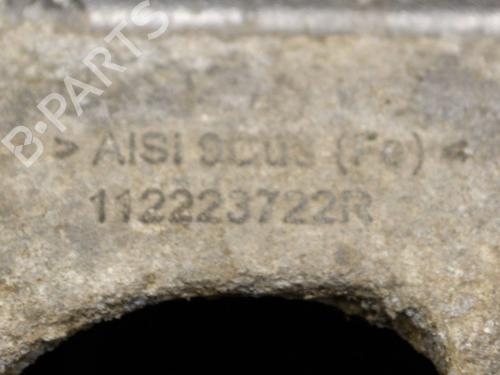 B-PARTS
> AlSi 9Cu3 (Fe) <
112223722R